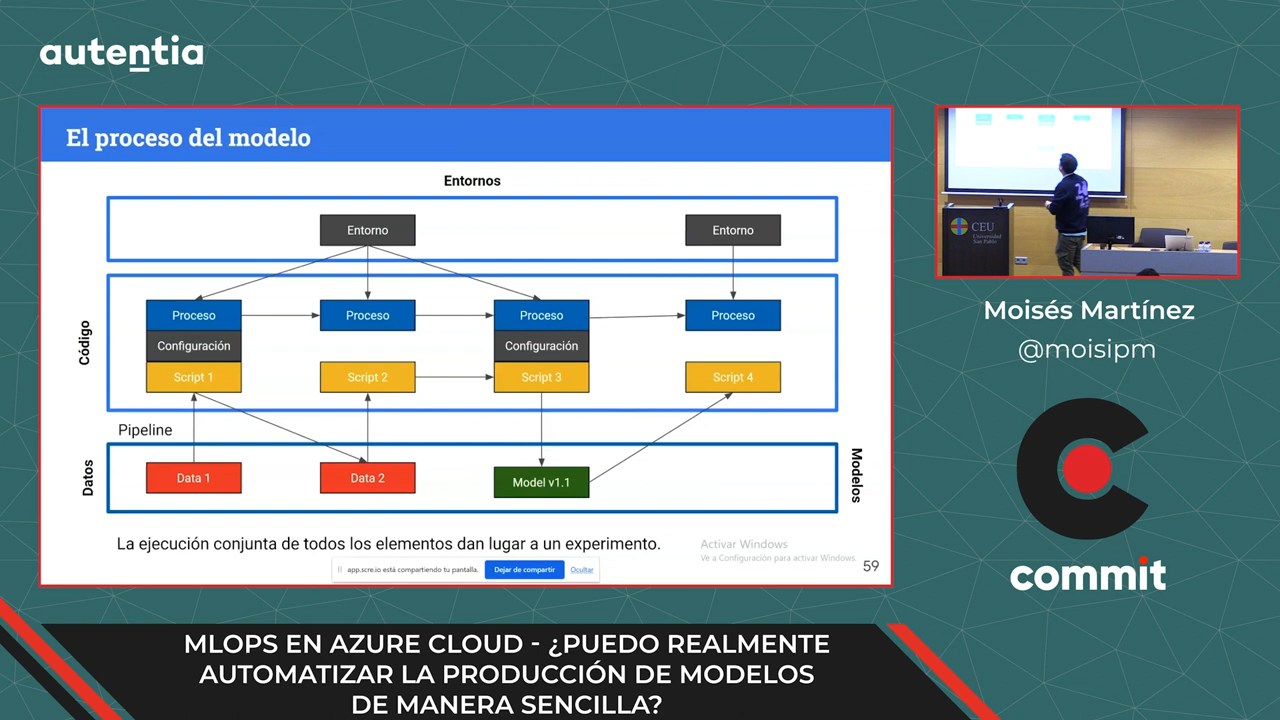 autentia
El proceso del modelo
Entornos
Entorno
Entorno
Código
Proceso
Proceso
Proceso
Proceso
Configuración
Configuración
Script 1
Script 2
Script 3
Script 4
Pipeline
Datos
Data 1
Data 2
Model v1.1
Modelos
La ejecución conjunta de todos los elementos dan lugar a un experimento.
Activar Windows
Ve a Configuración para activar Windows.
app.scre.io está compartiendo tu pantalla.
Dejar de compartir
Ocultar
59
CEU
Universidad
San Pablo
Moisés Martínez
@moisipm
commit
MLOPS EN AZURE CLOUD - ¿PUEDO REALMENTE
AUTOMATIZAR LA PRODUCCIÓN DE MODELOS
DE MANERA SENCILLA?